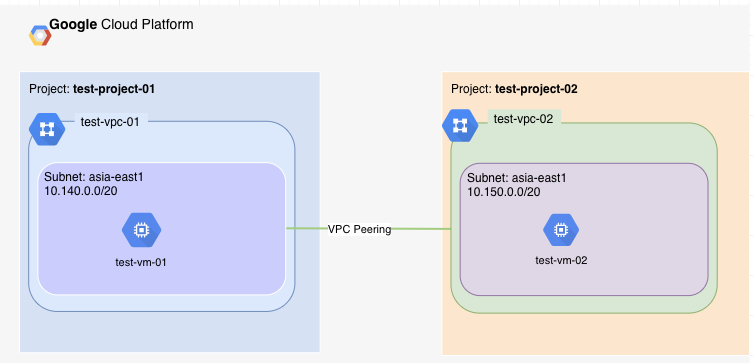 Google Cloud Platform
Project: test-project-01
test-vpc-01
Subnet: asia-east1
10.140.0.0/20
test-vm-01
VPC Peering
Project: test-project-02
test-vpc-02
Subnet: asia-east1
10.150.0.0/20
test-vm-02